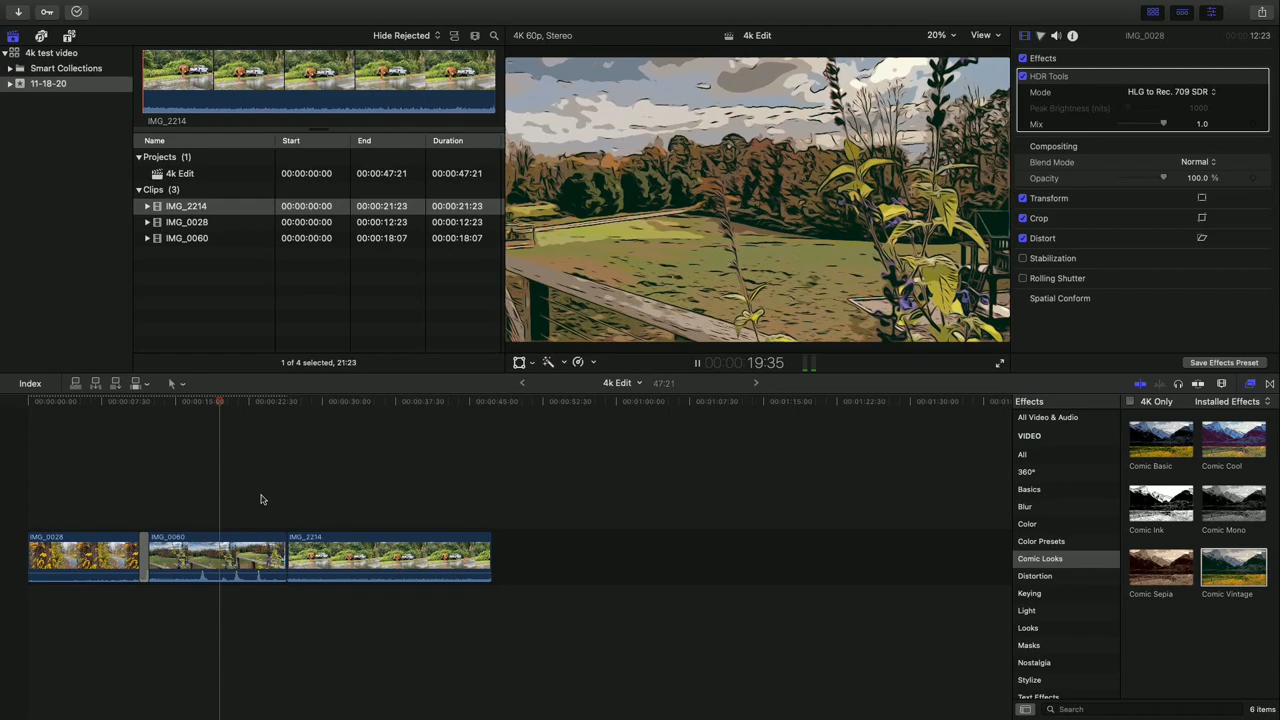 4k test video
Smart Collections
11-18-20
Hide Rejected
IMG_2214
Name Start End Duration
Projects (1)
4k Edit 00:00:00:00 00:00:47:21 00:00:47:21
Clips (3)
IMG_2214 00:00:00:00 00:00:21:23 00:00:21:23
IMG_0028 00:00:00:00 00:00:12:23 00:00:12:23
IMG_0060 00:00:00:00 00:00:18:07 00:00:18:07
1 of 4 selected, 21:23
4K 60p, Stereo 4k Edit 20% View
00:00:00:19:35
IMG_0028 00:00:12:23
Effects
HDR Tools
Mode HLG to Rec. 709 SDR
Peak Brightness (nits) 1000
Mix 1.0
Compositing
Blend Mode Normal
Opacity 100.0 %
Transform
Crop
Distort
Stabilization
Rolling Shutter
Spatial Conform
Save Effects Preset
Index 4k Edit 47:21
00:00:00:00 00:00:07:30 00:00:15:00 00:00:22:30 00:00:30:00 00:00:37:30 00:00:45:00 00:00:52:30 00:01:00:00 00:01:07:30 00:01:15:00 00:01:22:30 00:01:30:00
IMG_0028 IMG_0060 IMG_2214
Effects 4K Only Installed Effects
All Video & Audio
VIDEO
All
360°
Basics
Blur
Color
Color Presets
Comic Looks
Distortion
Keying
Light
Looks
Masks
Nostalgia
Stylize
Text Effects
Comic Basic Comic Cool
Comic Ink Comic Mono
Comic Sepia Comic Vintage
Search 6 items